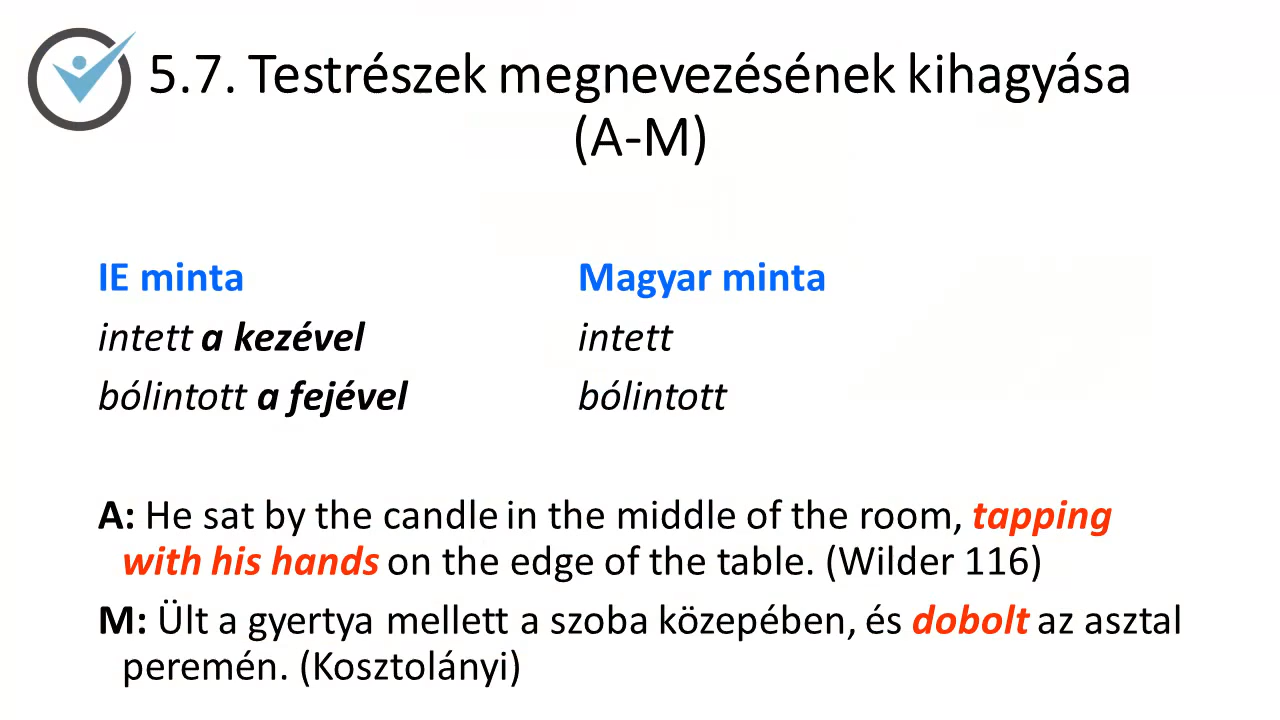 5.7. Testrészek megnevezésének kihagyása
(A-M)
IE minta
Magyar minta
intett a kezével
intett
bólintott a fejével
bólintott
A: He sat by the candle in the middle of the room, tapping
with his hands on the edge of the table. (Wilder 116)
M: Ült a gyertya mellett a szoba közepében, és dobolt az asztal
peremén. (Kosztolányi)